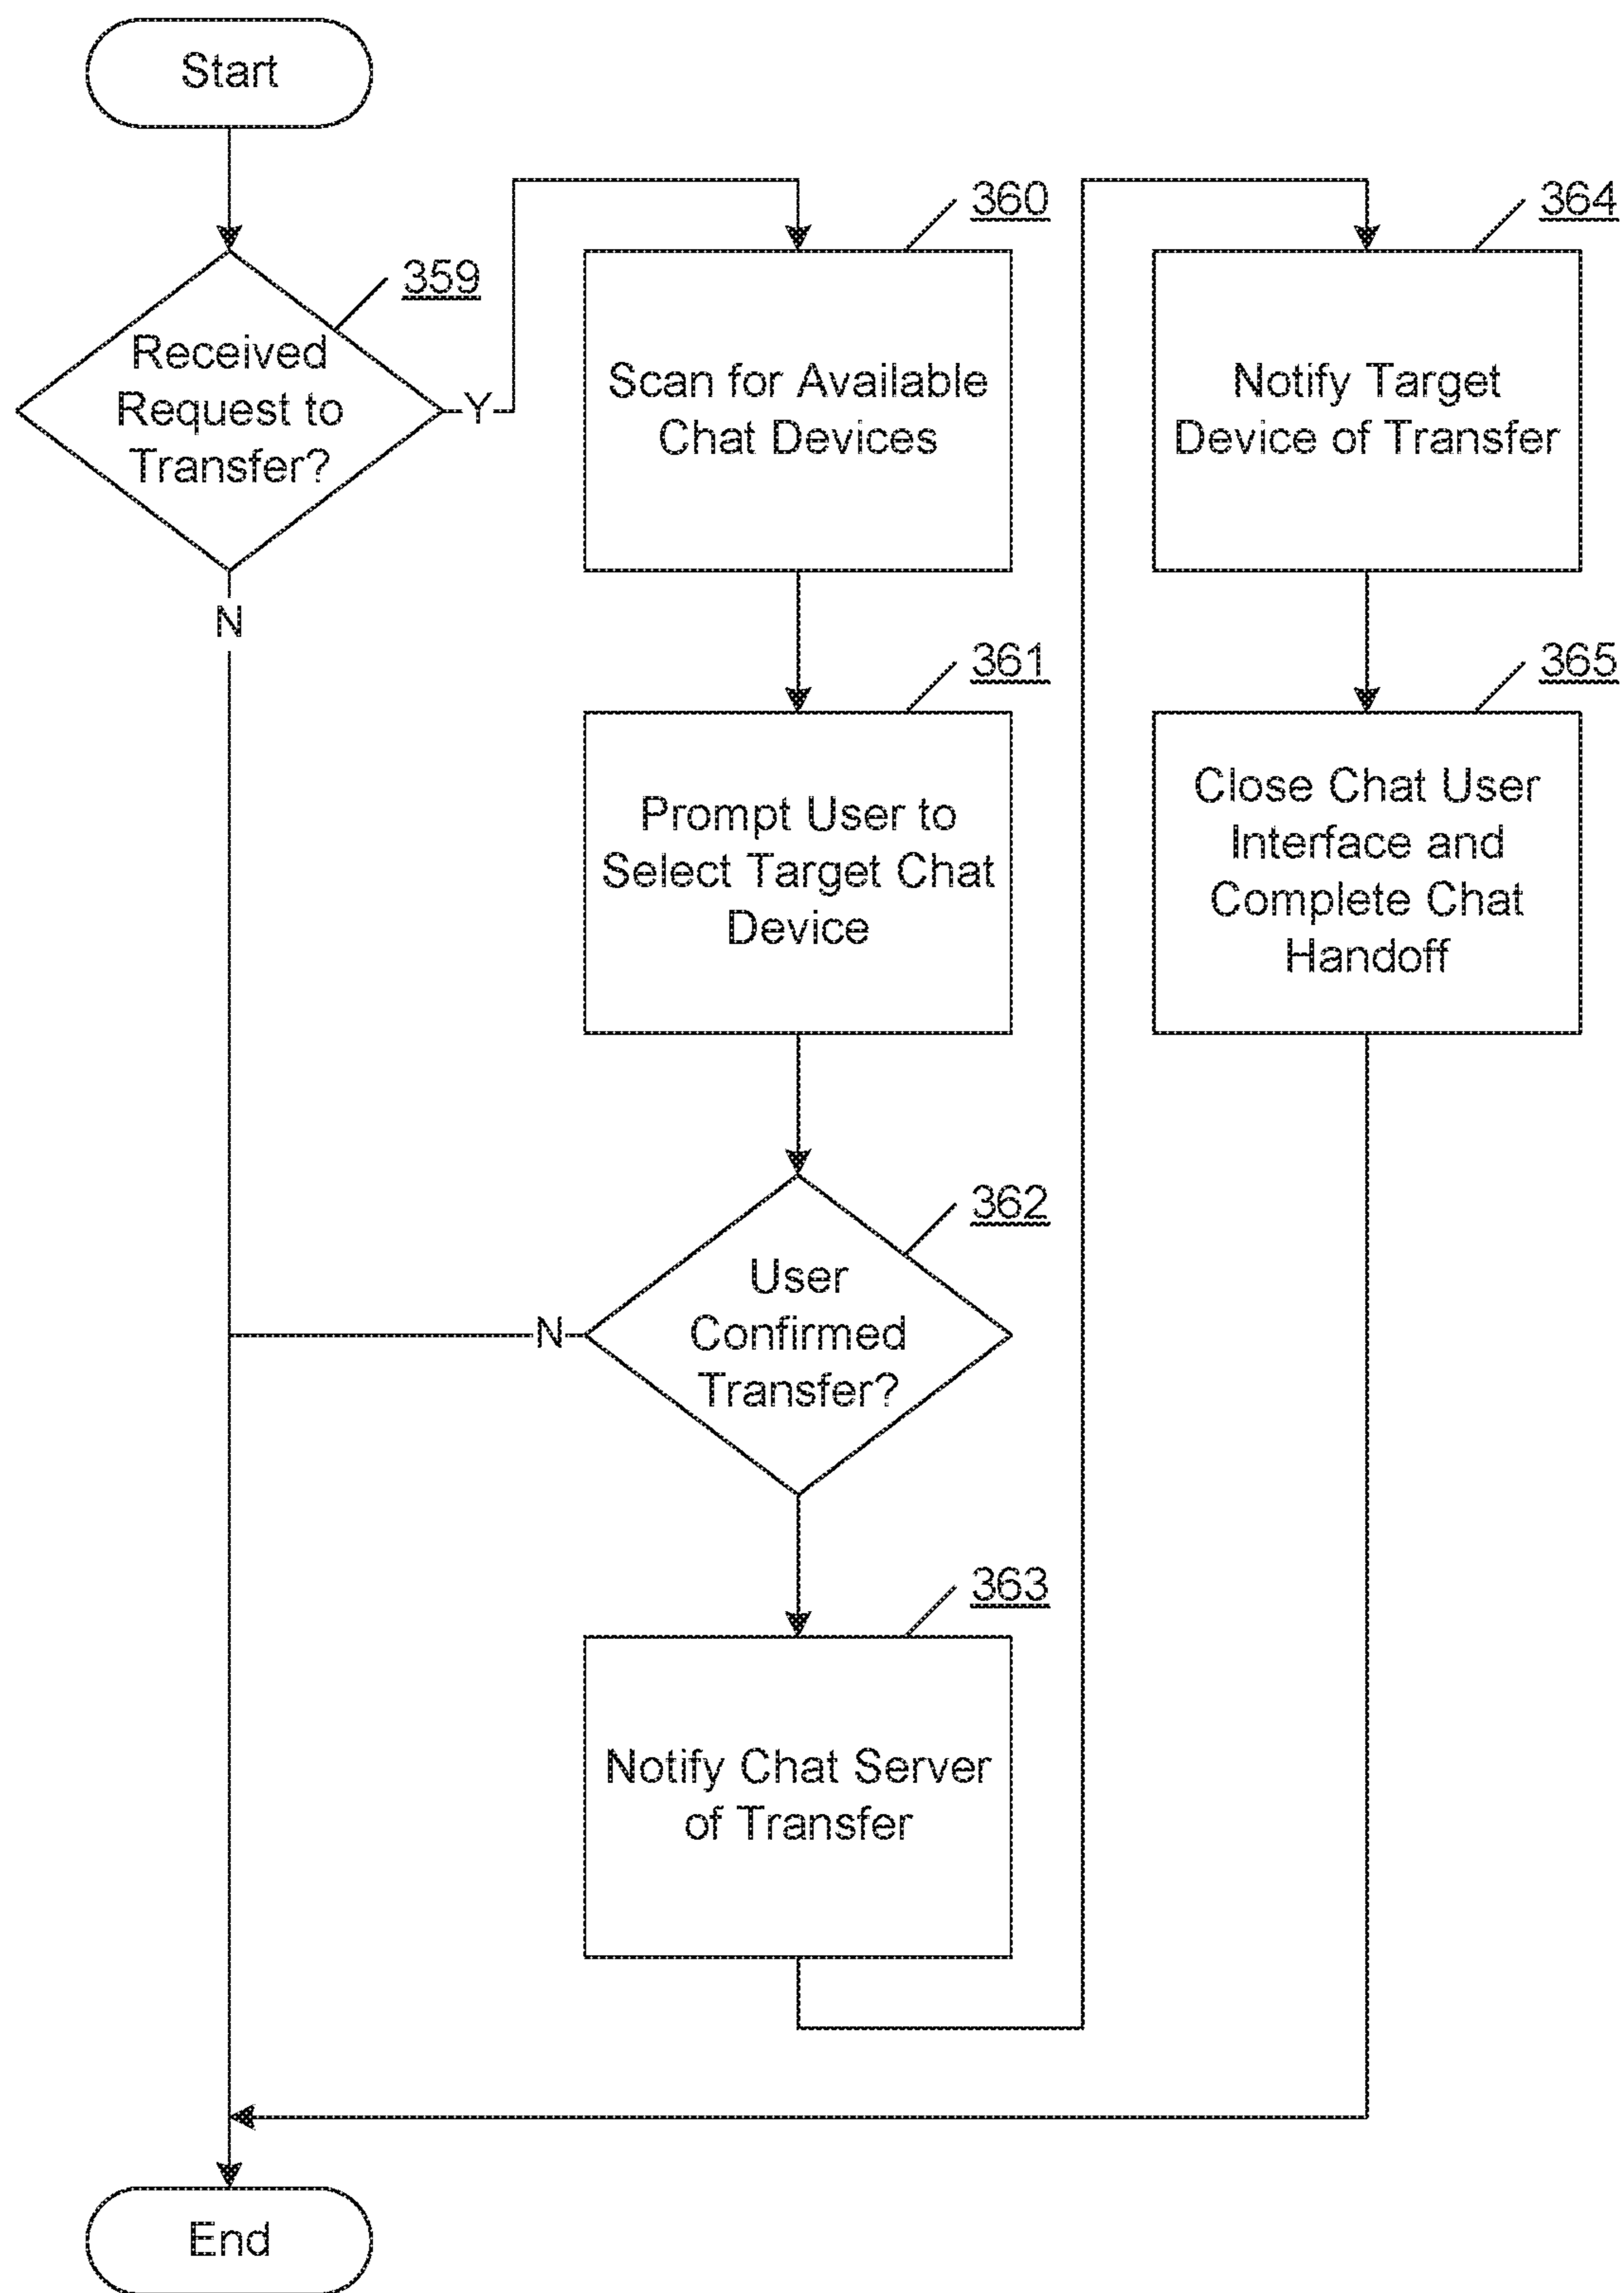 Start
359
Received
Request to
Transfer?
Y
N
360
Scan for Available
Chat Devices
361
Prompt User to
Select Target Chat
Device
362
User
Confirmed
Transfer?
N
363
Notify Chat Server
of Transfer
364
Notify Target
Device of Transfer
365
Close Chat User
Interface and
Complete Chat
Handoff
End